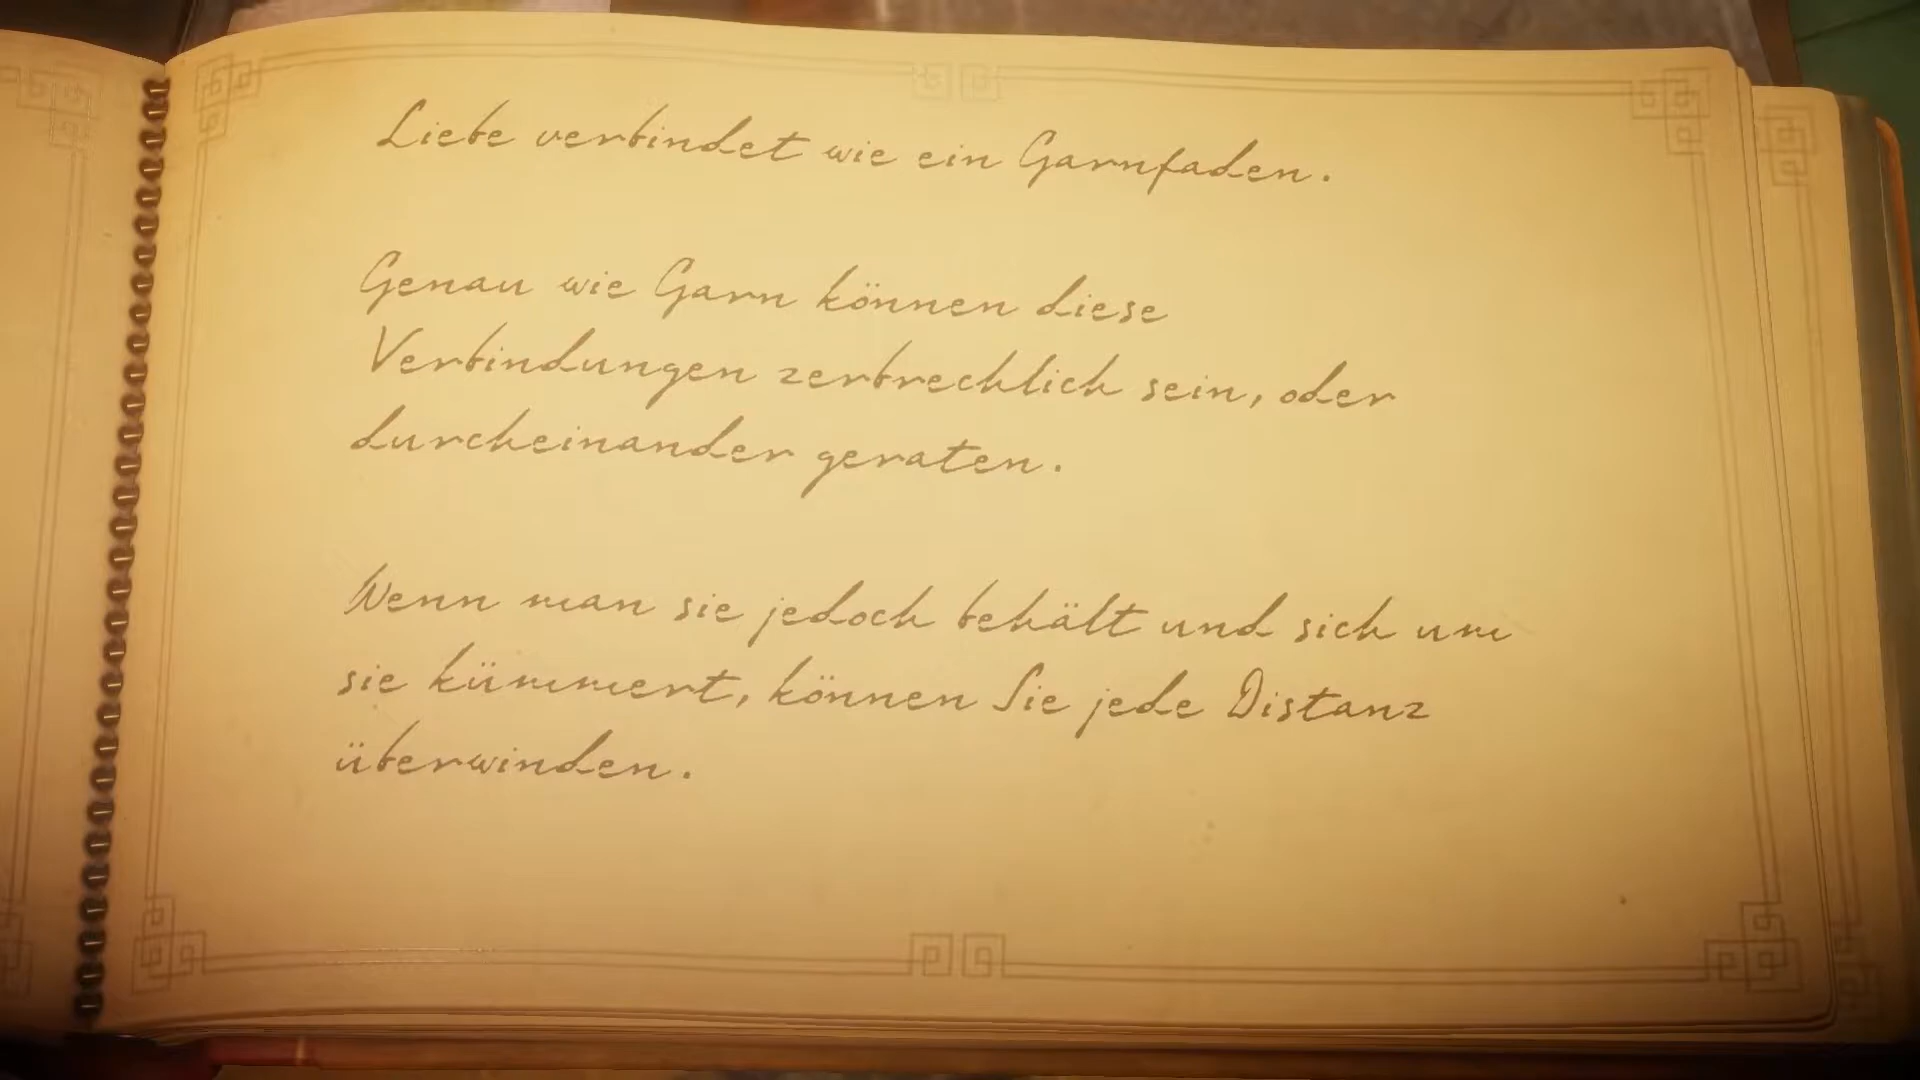 Liebe verbindet wie ein Garnfaden.
Genau wie Garn können diese
Verbindungen zerbrechlich sein, oder
durcheinander geraten.
Wenn man sie jedoch behält und sich um
sie kümmert, können Sie jede Distanz
überwinden.